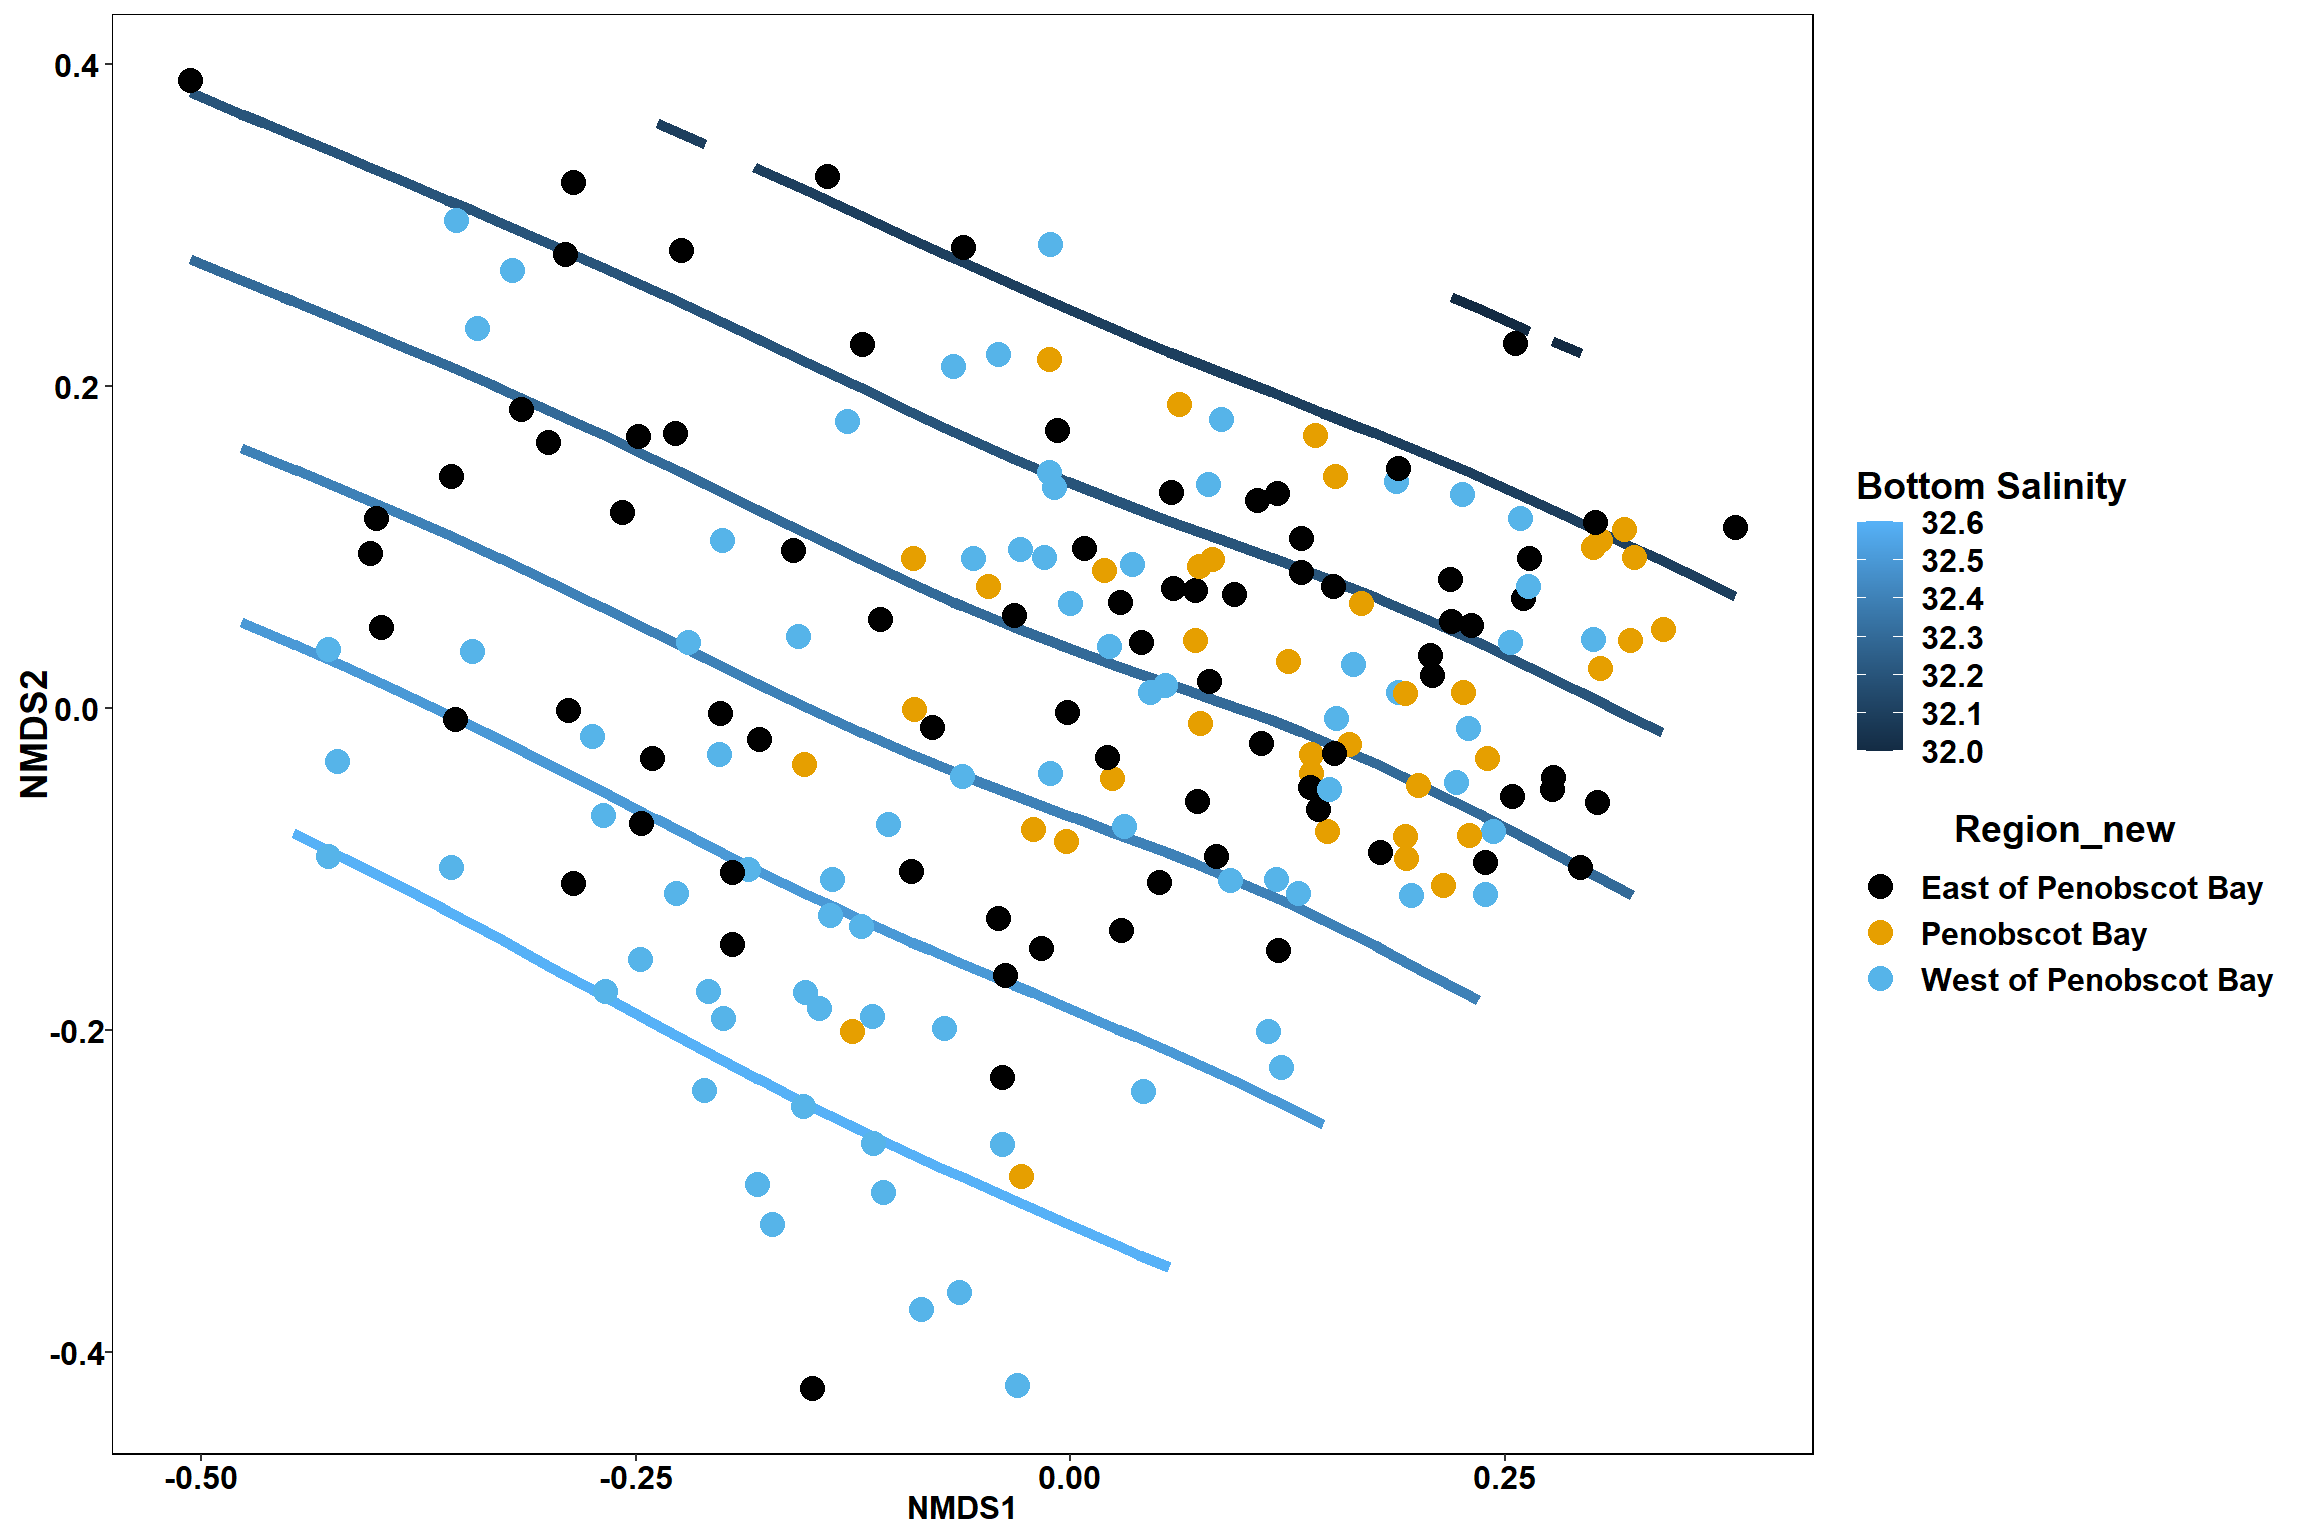 0.4
0.2
0.0
-0.2
-0.4
NMDS2
-0.50
-0.25
0.00
0.25
NMDS1
Bottom Salinity
32.6
32.5
32.4
32.3
32.2
32.1
32.0
Region_new
East of Penobscot Bay
Penobscot Bay
West of Penobscot Bay